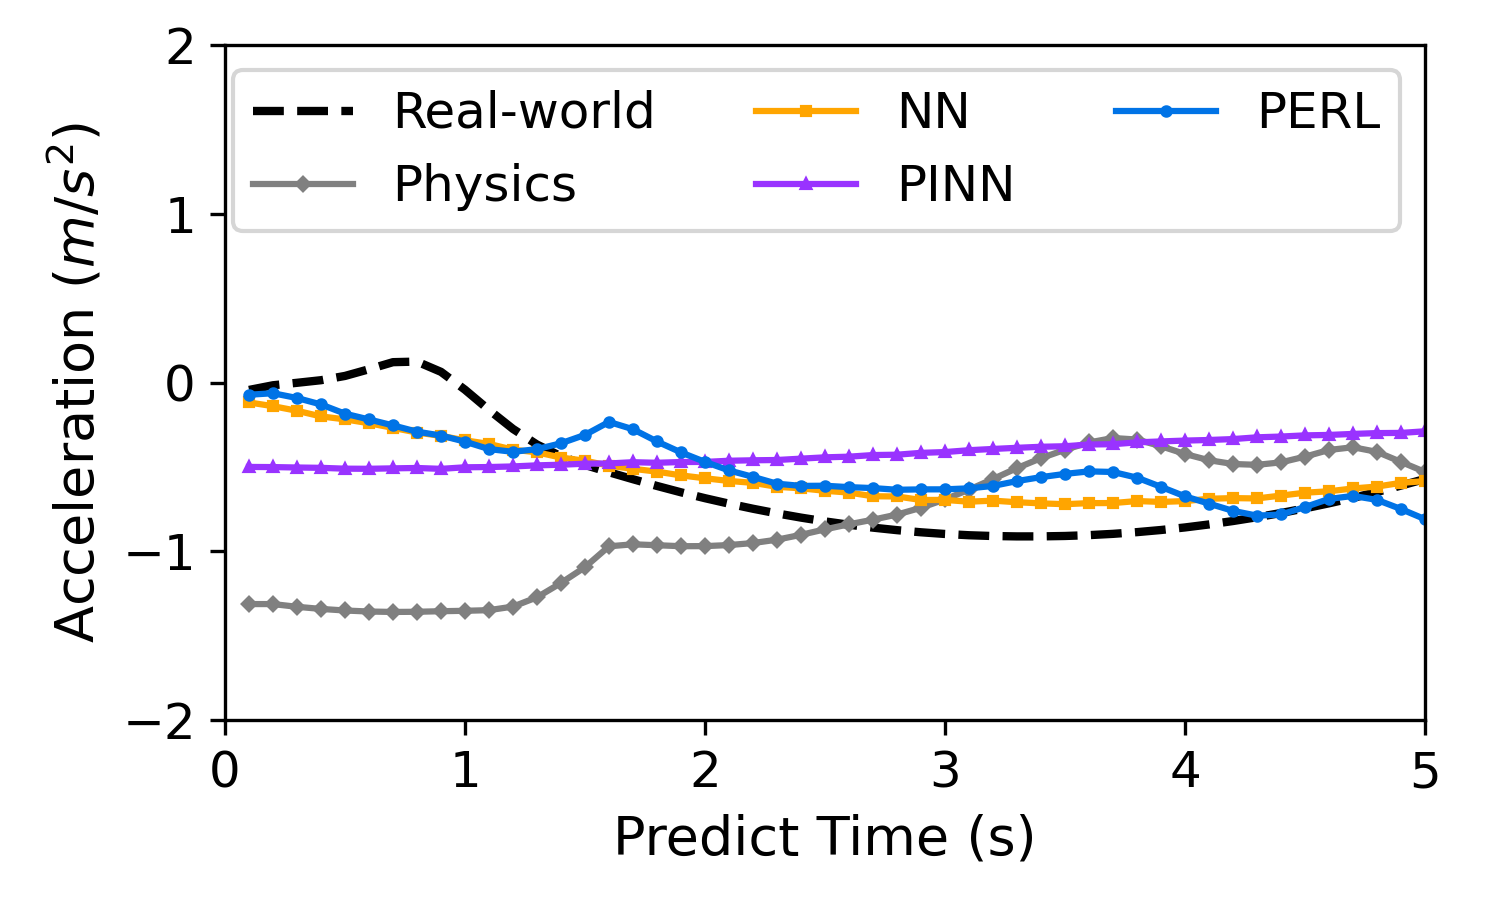 Acceleration (m/s²)
2
1
0
−1
−2
Real-world
Physics
NN
PINN
PERL
0 1 2 3 4 5
Predict Time (s)